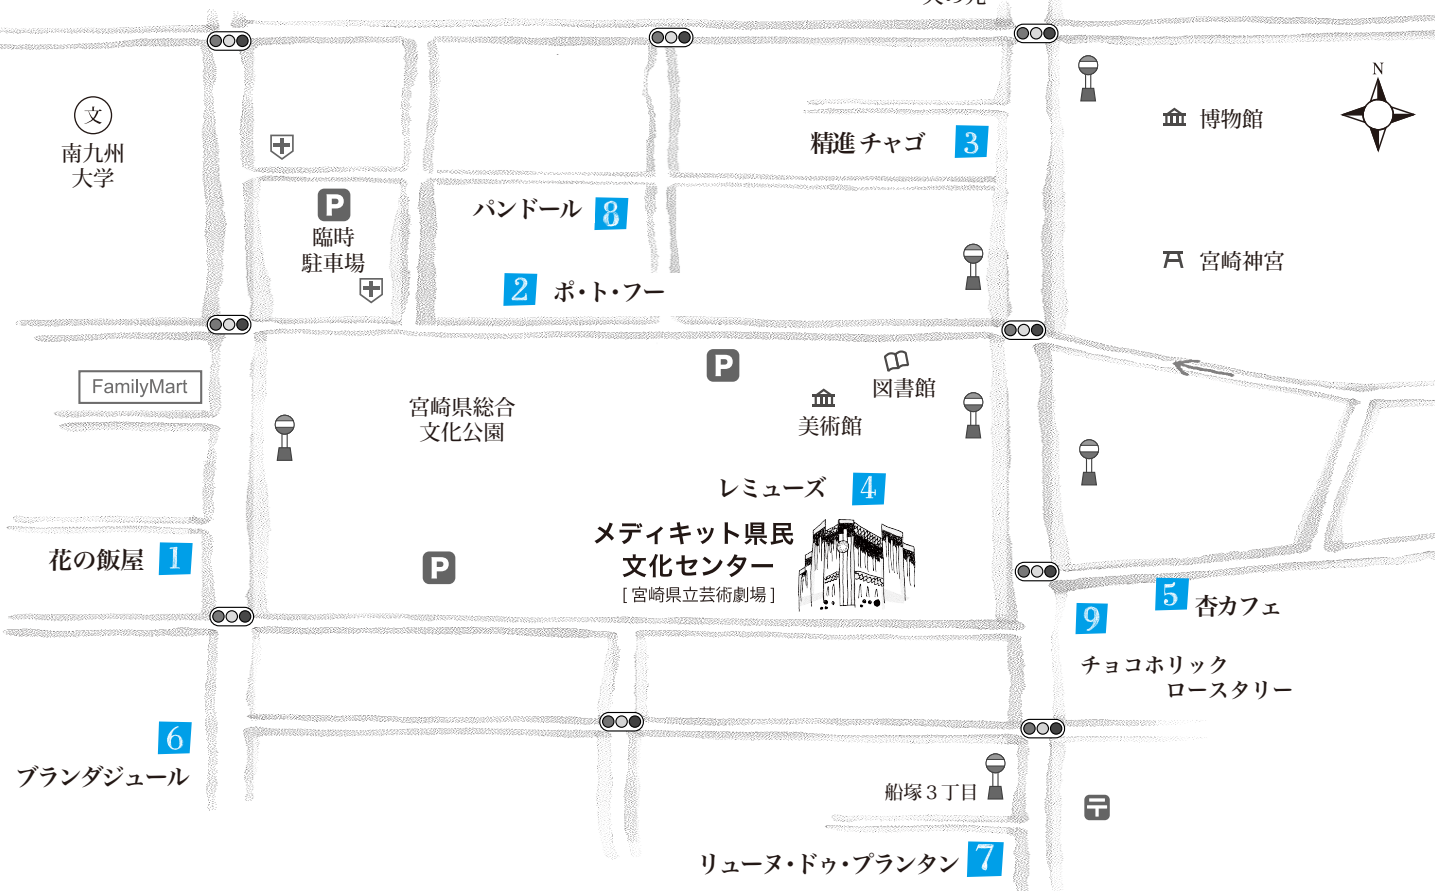 N
博物館
文
南九州
大学
精進 チャゴ
3
P
臨時
駐車場
パンドール
8
2
ポ・ト・フー
宮崎神宮
FamilyMart
P
図書館
美術館
宮崎県総合
文化公園
レミューズ
4
メディキット県民
文化センター
[ 宮崎県立芸術劇場 ]
花の飯屋
1
P
5
杏カフェ
9
チョコホリック
ロースタリー
6
ブランダジュール
船塚3丁目
リューヌ・ドゥ・プランタン
7